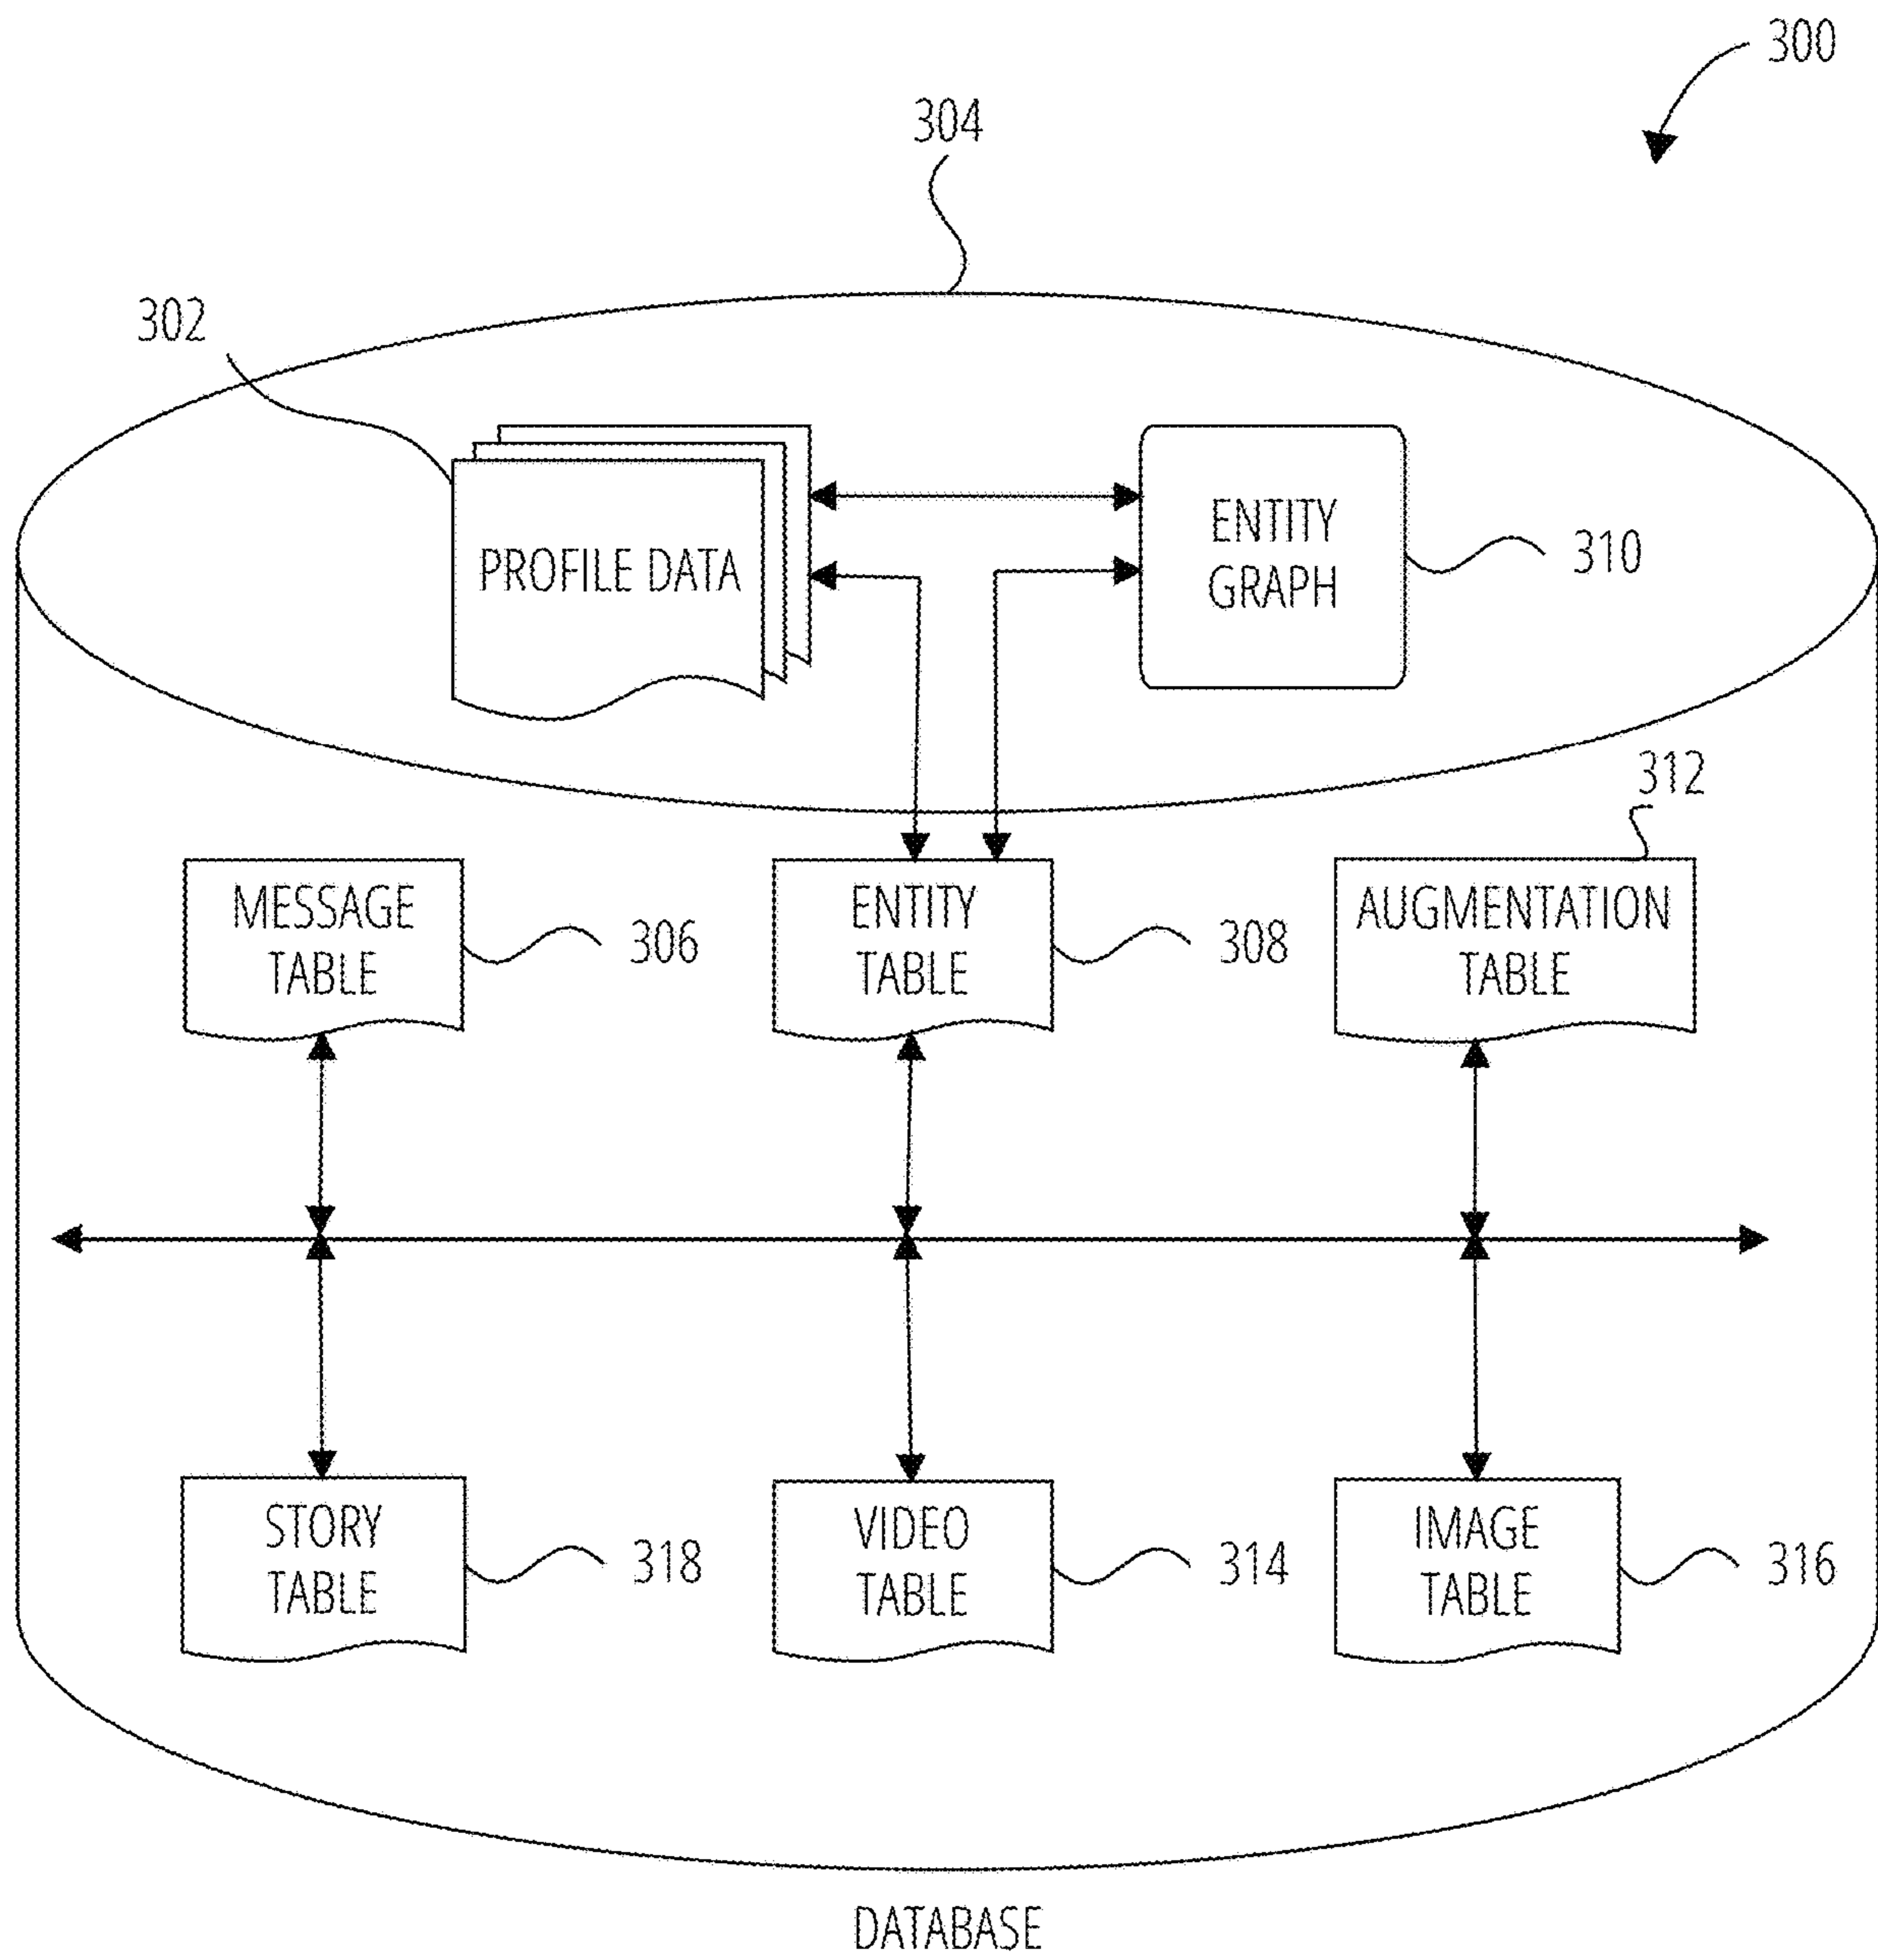 300
304
302
PROFILE DATA
ENTITY
GRAPH
310
312
MESSAGE
TABLE
306
ENTITY
TABLE
308
AUGMENTATION
TABLE
STORY
TABLE
318
VIDEO
TABLE
314
IMAGE
TABLE
316
DATABASE